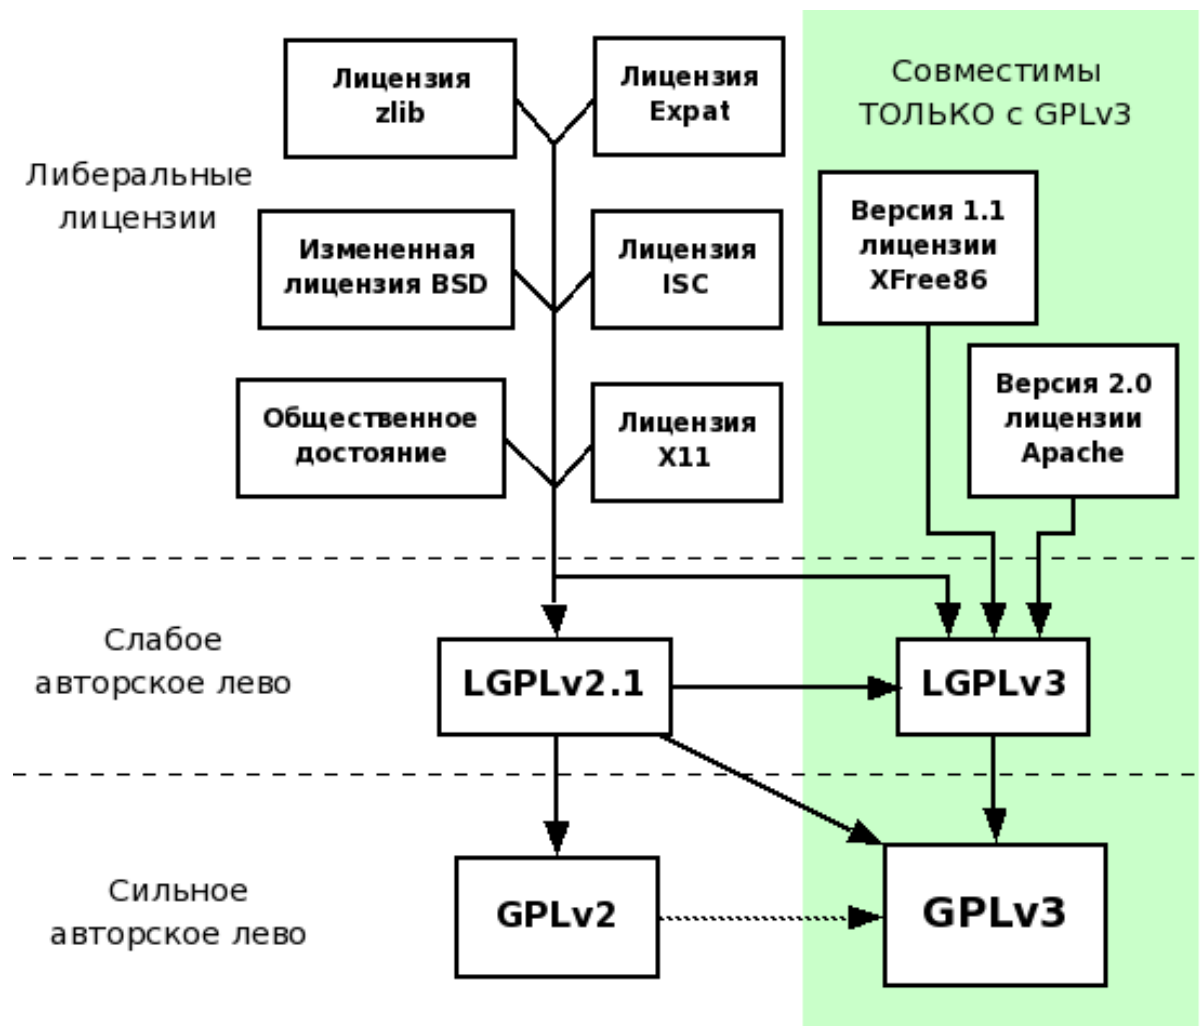 Лицензия
zlib
Лицензия
Expat
Совместимы
ТОЛЬКО с GPLv3
Либеральные
лицензии
Версия 1.1
лицензии
XFree86
Измененная
лицензия BSD
Лицензия
ISC
Версия 2.0
лицензии
Apache
Общественное
достояние
Лицензия
X11
Слабое
авторское лево
LGPLv2.1
LGPLv3
Сильное
авторское лево
GPLv2
GPLv3